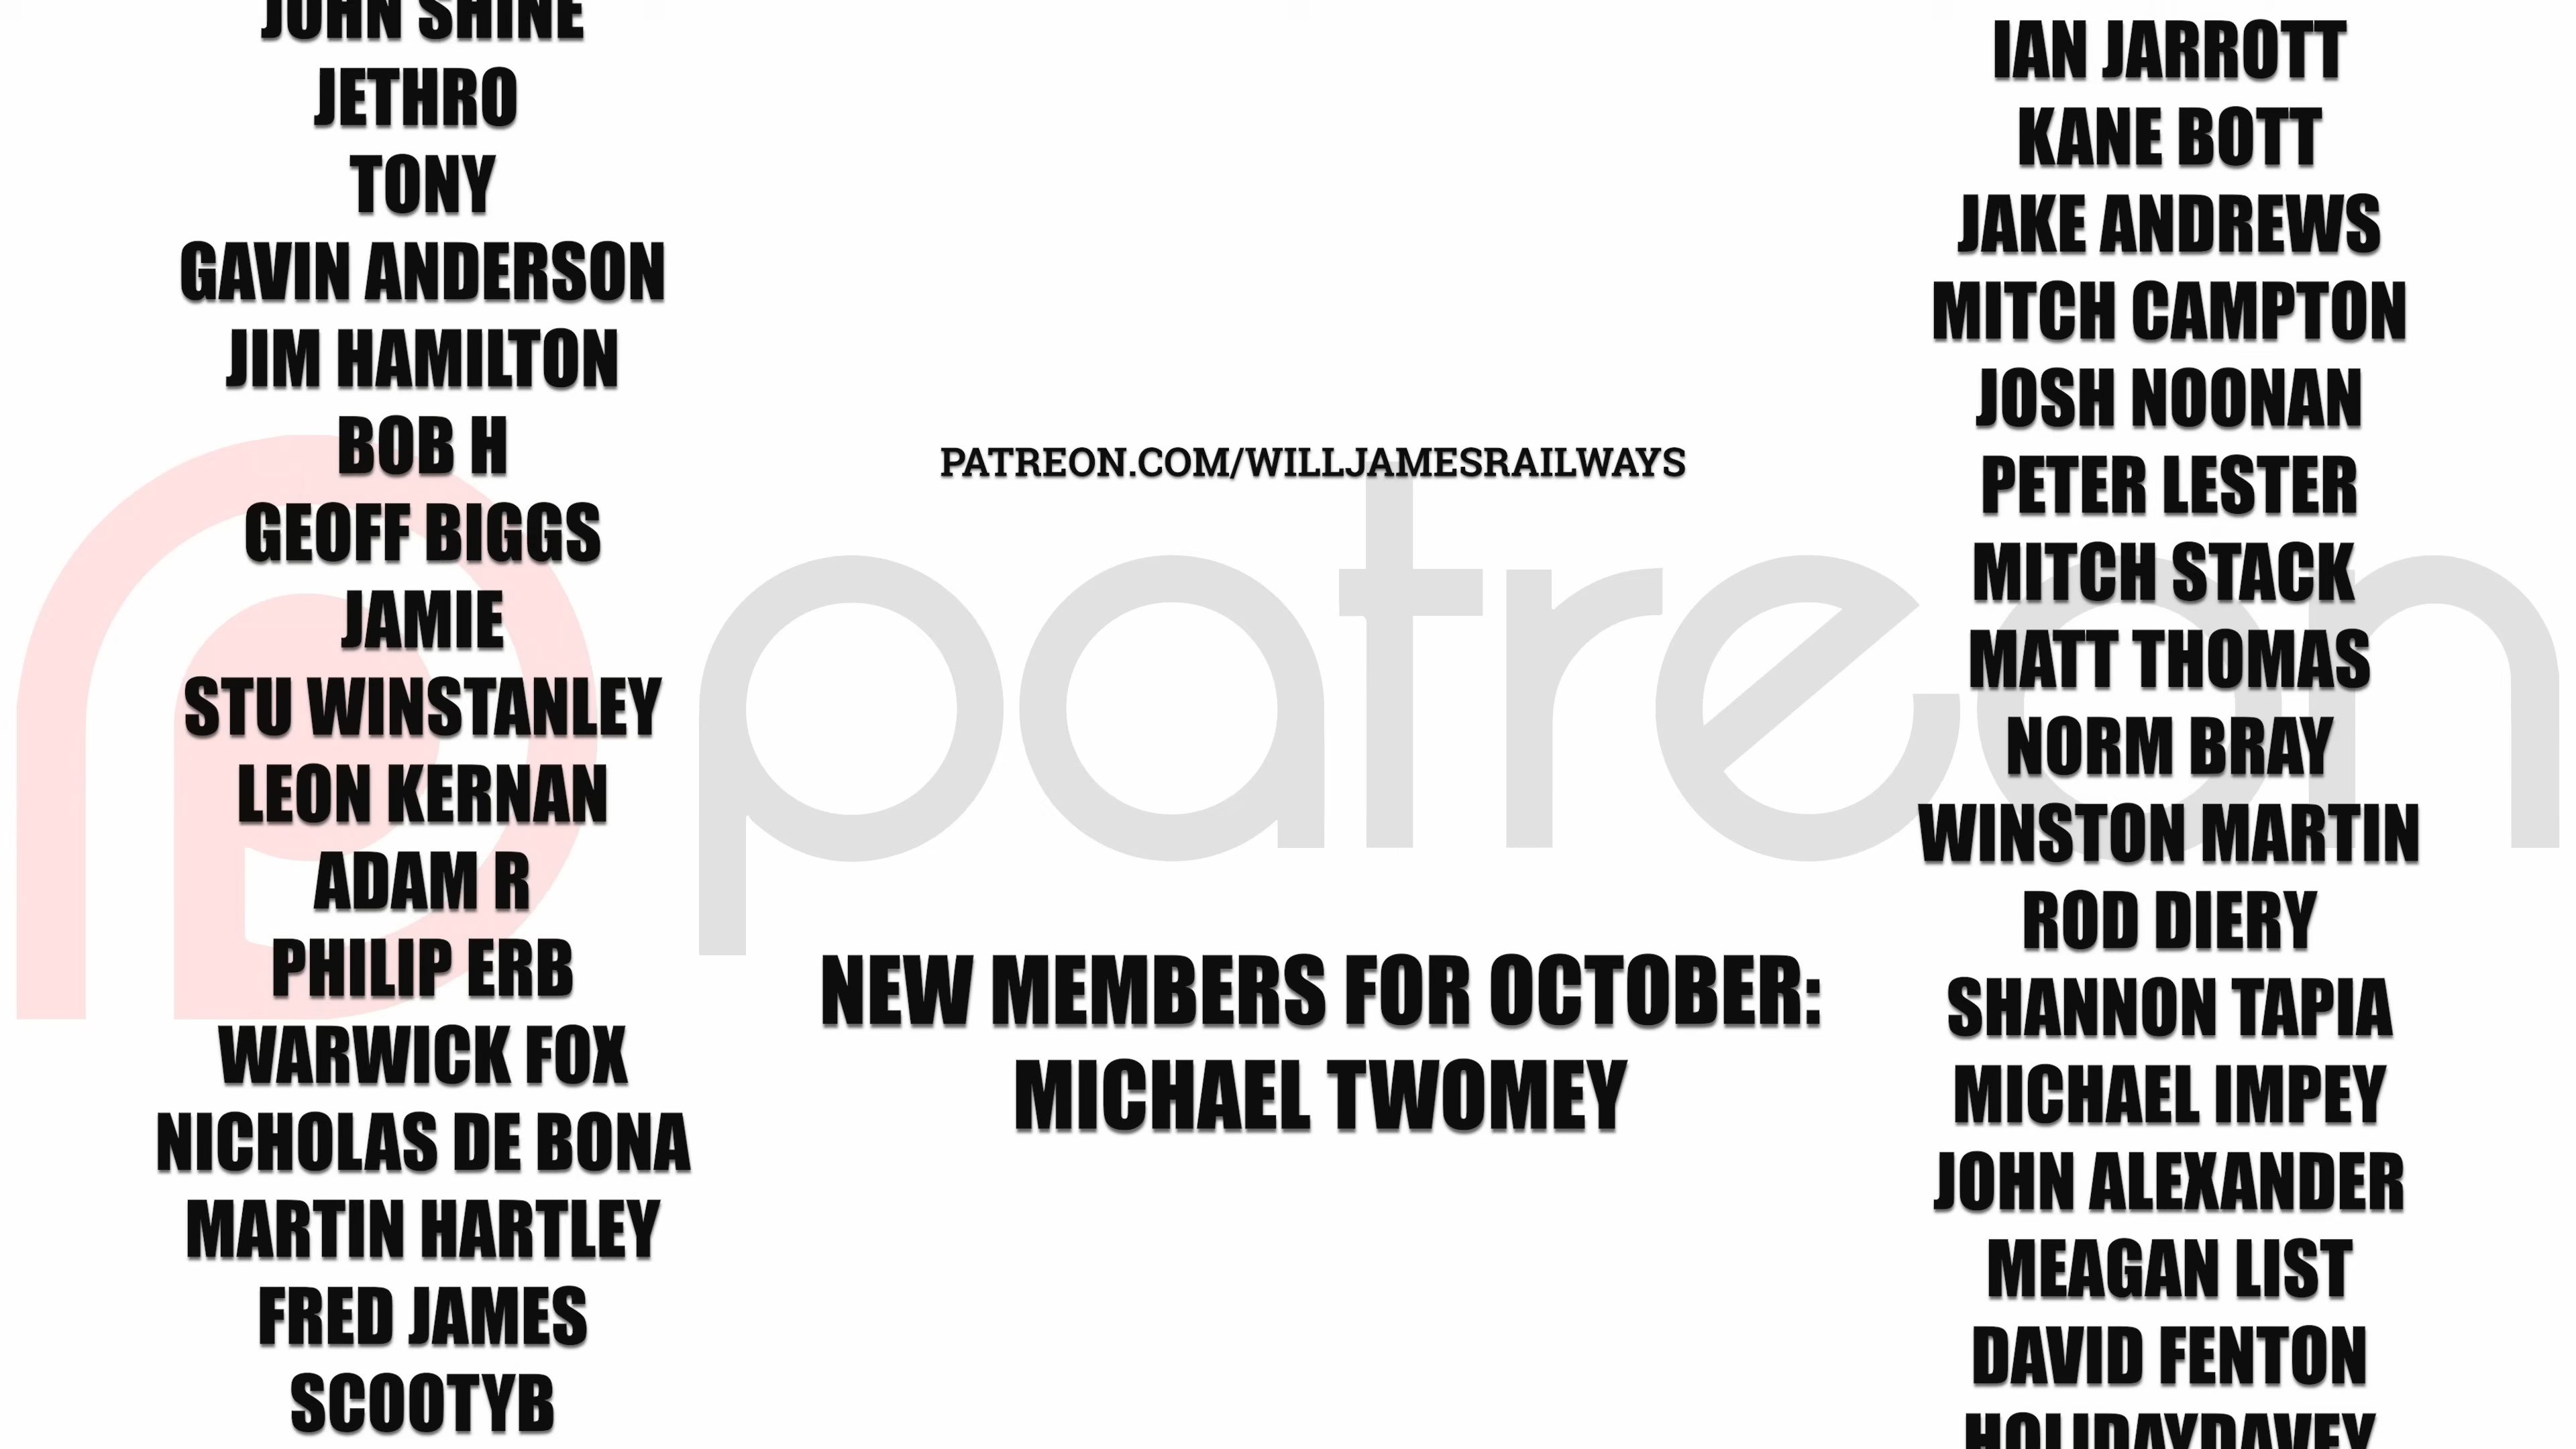 JOHN SHINE
JETHRO
TONY
GAVIN ANDERSON
JIM HAMILTON
BOB H
GEOFF BIGGS
JAMIE
STU WINSTANLEY
LEON KERNAN
ADAM R
PHILIP ERB
WARWICK FOX
NICHOLAS DE BONA
MARTIN HARTLEY
FRED JAMES
SCOOTYB
PATREON.COM/WILLJAMESRAILWAYS
patreon
NEW MEMBERS FOR OCTOBER:
MICHAEL TWOMEY
IAN JARROTT
KANE BOTT
JAKE ANDREWS
MITCH CAMPTON
JOSH NOONAN
PETER LESTER
MITCH STACK
MATT THOMAS
NORM BRAY
WINSTON MARTIN
ROD DIERY
SHANNON TAPIA
MICHAEL IMPEY
JOHN ALEXANDER
MEAGAN LIST
DAVID FENTON
HOLIDAYDAVEY